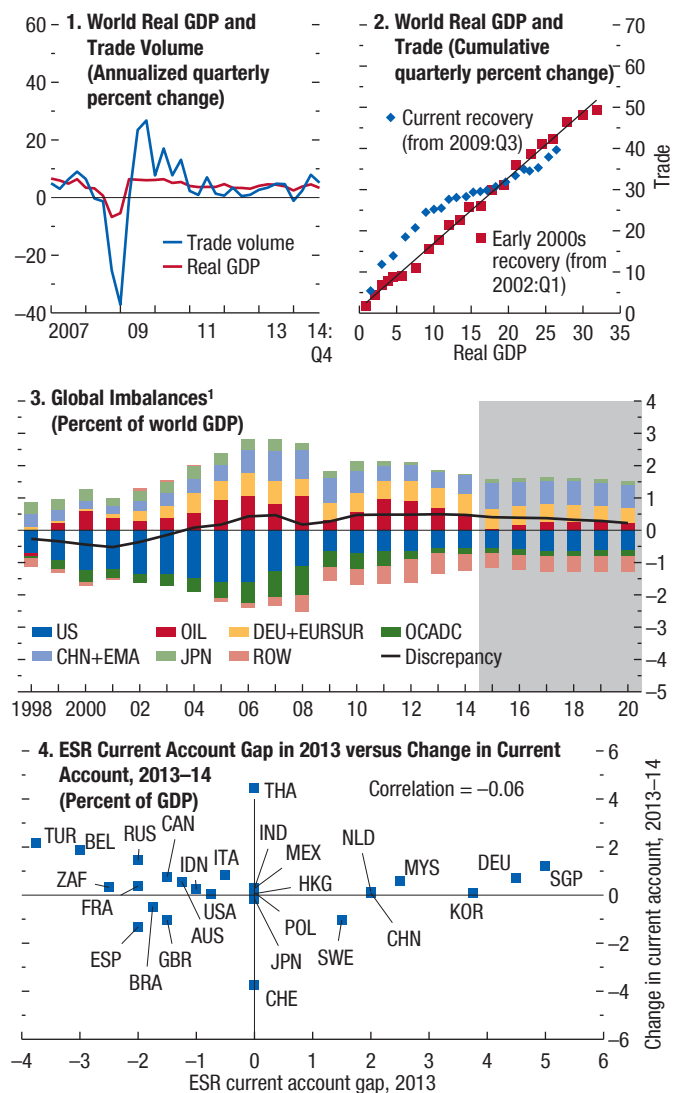 1. World Real GDP and
Trade Volume
(Annualized quarterly
percent change)
60
40
20
0
−20
−40
Trade volume
Real GDP
2007 09 11 13 14:
Q4
2. World Real GDP and
Trade (Cumulative
quarterly percent change)
70
60
50
40
30
20
10
0
Trade
Current recovery
(from 2009:Q3)
Early 2000s
recovery (from
2002:Q1)
0 5 10 15 20 25 30 35
Real GDP
3. Global Imbalances1
(Percent of world GDP)
4
3
2
1
0
−1
−2
−3
−4
−5
US OIL DEU+EURSUR OCADC
CHN+EMA JPN ROW Discrepancy
1998 2000 02 04 06 08 10 12 14 16 18 20
4. ESR Current Account Gap in 2013 versus Change in Current
Account, 2013–14
(Percent of GDP)
Correlation = −0.06
6
4
2
0
−2
−4
−6
Change in current account, 2013–14
THA
TUR BEL RUS CAN
IDN ITA IND MEX NLD MYS DEU SGP
ZAF HKG
FRA USA KOR
AUS POL CHN
ESP GBR JPN SWE
BRA
CHE
−4 −3 −2 −1 0 1 2 3 4 5 6
ESR current account gap, 2013